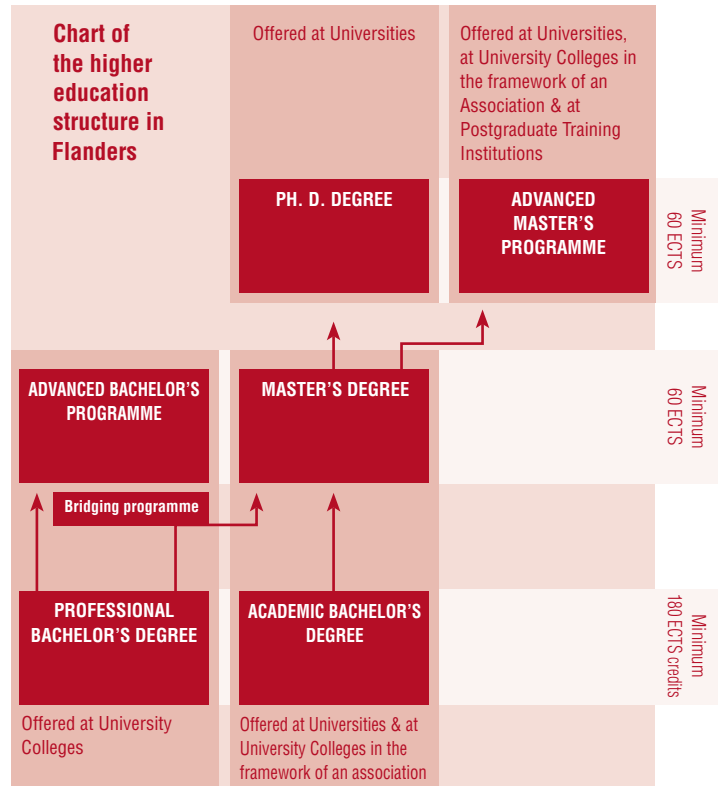 Chart of
the higher
education
structure in
Flanders
Offered at Universities
Offered at Universities,
at University Colleges in
the framework of an
Association & at
Postgraduate Training
Institutions
PH. D. DEGREE
ADVANCED
MASTER'S
PROGRAMME
Minimum
60 ECTS
ADVANCED BACHELOR'S
PROGRAMME
MASTER'S DEGREE
Minimum
60 ECTS
Bridging programme
PROFESSIONAL
BACHELOR'S DEGREE
ACADEMIC BACHELOR'S
DEGREE
Minimum
180 ECTS credits
Offered at University
Colleges
Offered at Universities & at
University Colleges in the
framework of an association